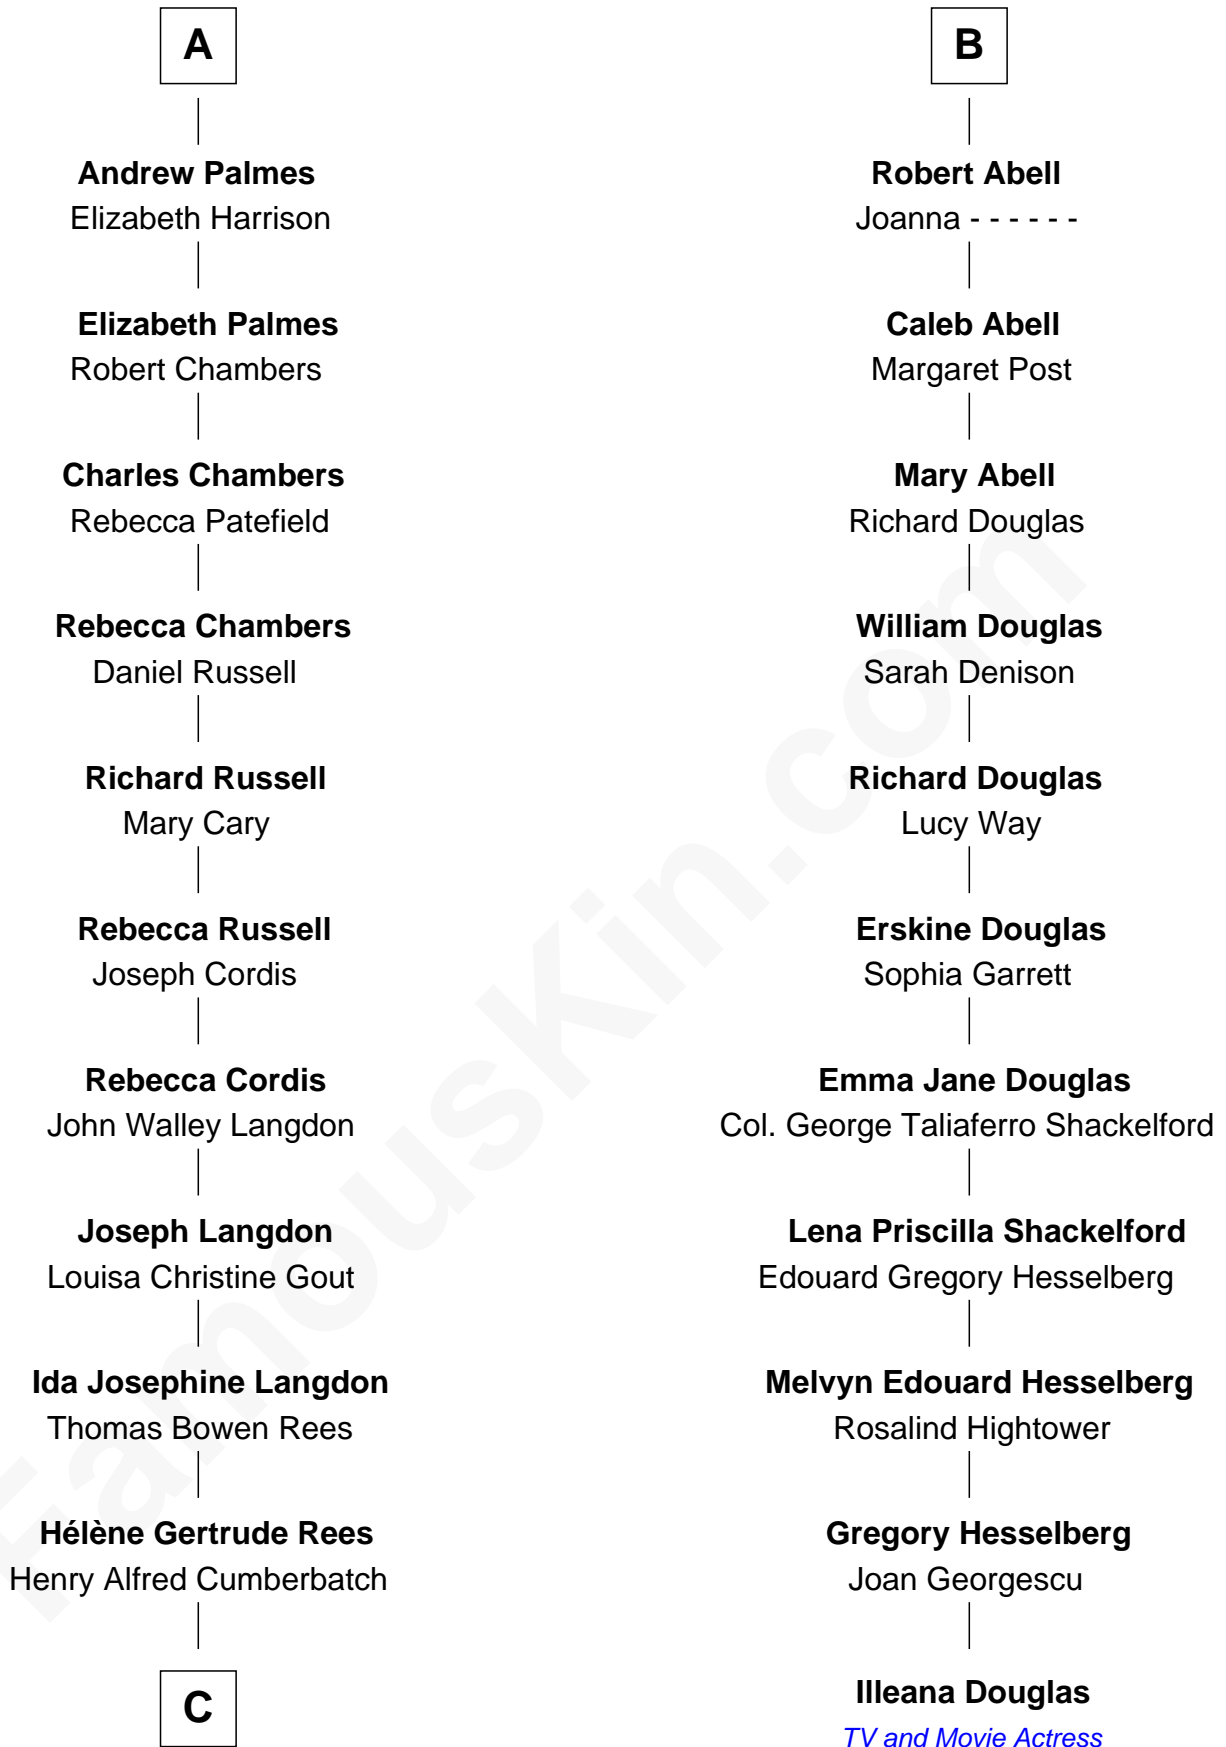 A
Andrew Palmes
Elizabeth Harrison
Elizabeth Palmes
Robert Chambers
Charles Chambers
Rebecca Patefield
Rebecca Chambers
Daniel Russell
Richard Russell
Mary Cary
Rebecca Russell
Joseph Cordis
Rebecca Cordis
John Walley Langdon
Joseph Langdon
Louisa Christine Gout
Ida Josephine Langdon
Thomas Bowen Rees
Hélène Gertrude Rees
Henry Alfred Cumberbatch
C
B
Robert Abell
Joanna - - - - - -
Caleb Abell
Margaret Post
Mary Abell
Richard Douglas
William Douglas
Sarah Denison
Richard Douglas
Lucy Way
Erskine Douglas
Sophia Garrett
Emma Jane Douglas
Col. George Taliaferro Shackelford
Lena Priscilla Shackelford
Edouard Gregory Hesselberg
Melvyn Edouard Hesselberg
Rosalind Hightower
Gregory Hesselberg
Joan Georgescu
Illeana Douglas
TV and Movie Actress
FamousKin.com